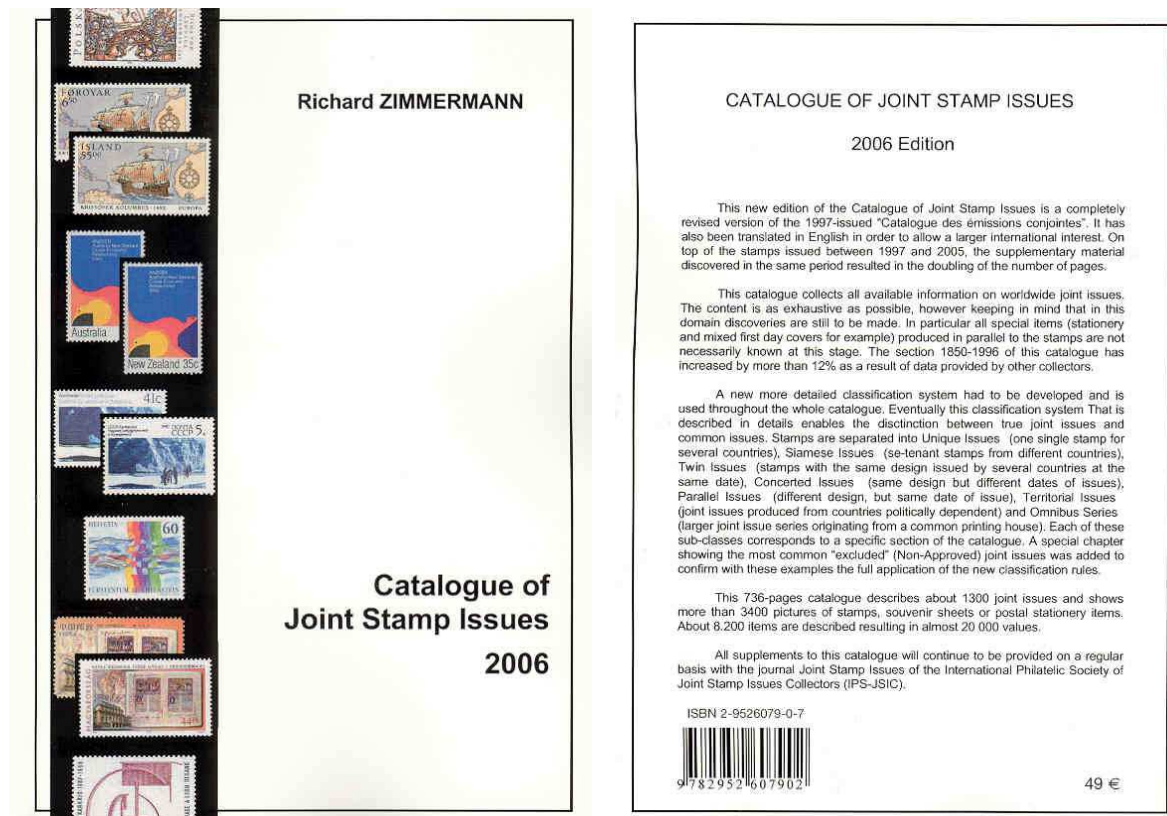 POLSKA
FØROYAR
6⁵⁰
ÍSLAND
55⁰⁰
KRISTÓFER KÓLUMBUS - 1492 EUROPA
Australia
New Zealand 35c
41c
ПОЧТА
СССР 5к
HELVETIA
60
FÜRSTENTUM LIECHTENSTEIN
MAGYARORSZÁG
Richard ZIMMERMANN
Catalogue of
Joint Stamp Issues
2006
CATALOGUE OF JOINT STAMP ISSUES
2006 Edition
This new edition of the Catalogue of Joint Stamp Issues is a completely
revised version of the 1997-issued "Catalogue des émissions conjointes". It has
also been translated in English in order to allow a larger international interest. On
top of the stamps issued between 1997 and 2005, the supplementary material
discovered in the same period resulted in the doubling of the number of pages.
This catalogue collects all available information on worldwide joint issues.
The content is as exhaustive as possible, however keeping in mind that in this
domain discoveries are still to be made. In particular all special items (stationery
and mixed first day covers for example) produced in parallel to the stamps are not
necessarily known at this stage. The section 1850-1996 of this catalogue has
increased by more than 12% as a result of data provided by other collectors.
A new more detailed classification system had to be developed and is
used throughout the whole catalogue. Eventually this classification system That is
described in details enables the disctinction between true joint issues and
common issues. Stamps are separated into Unique Issues (one single stamp for
several countries), Siamese Issues (se-tenant stamps from different countries),
Twin Issues (stamps with the same design issued by several countries at the
same date), Concerted Issues (same design but different dates of issues),
Parallel Issues (different design, but same date of issue), Territorial Issues
(joint issues produced from countries politically dependent) and Omnibus Series
(larger joint issue series originating from a common printing house). Each of these
sub-classes corresponds to a specific section of the catalogue. A special chapter
showing the most common "excluded" (Non-Approved) joint issues was added to
confirm with these examples the full application of the new classification rules.
This 736-pages catalogue describes about 1300 joint issues and shows
more than 3400 pictures of stamps, souvenir sheets or postal stationery items.
About 8.200 items are described resulting in almost 20 000 values.
All supplements to this catalogue will continue to be provided on a regular
basis with the journal Joint Stamp Issues of the International Philatelic Society of
Joint Stamp Issues Collectors (IPS-JSIC).
ISBN 2-9526079-0-7
9 782952 607902
49 €